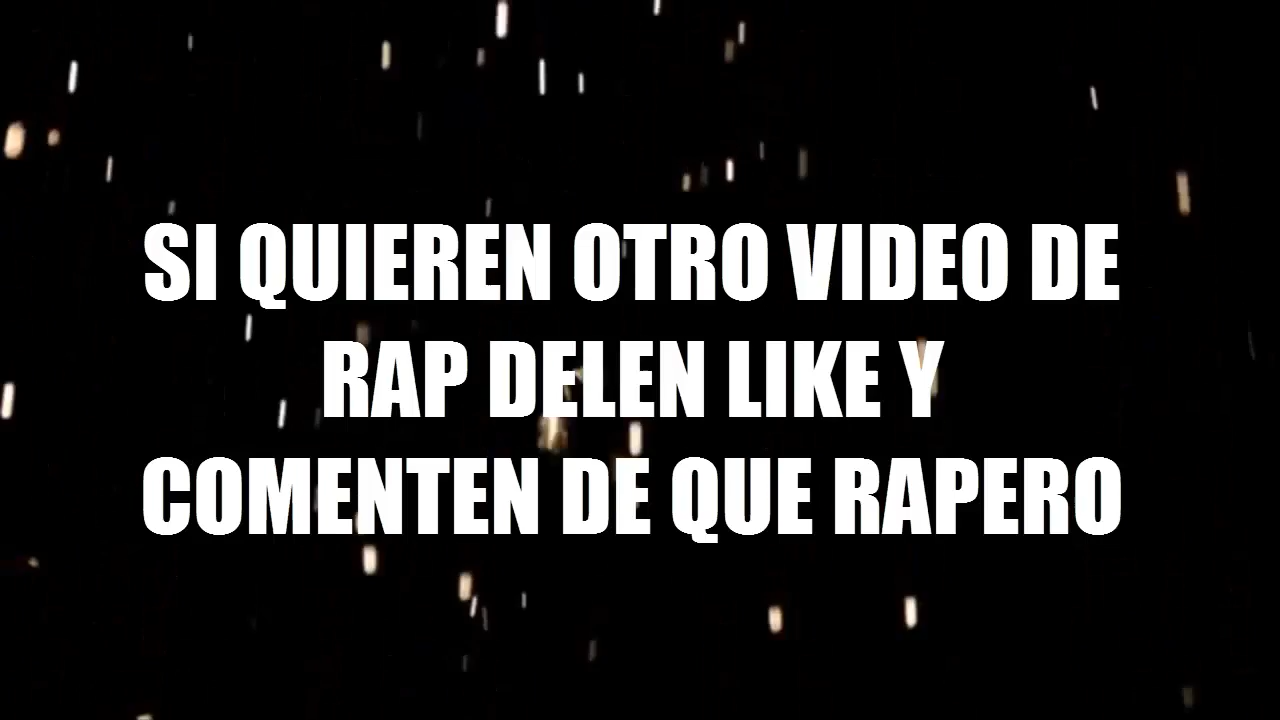 SI QUIEREN OTRO VIDEO DE
RAP DELEN LIKE Y
COMENTEN DE QUE RAPERO